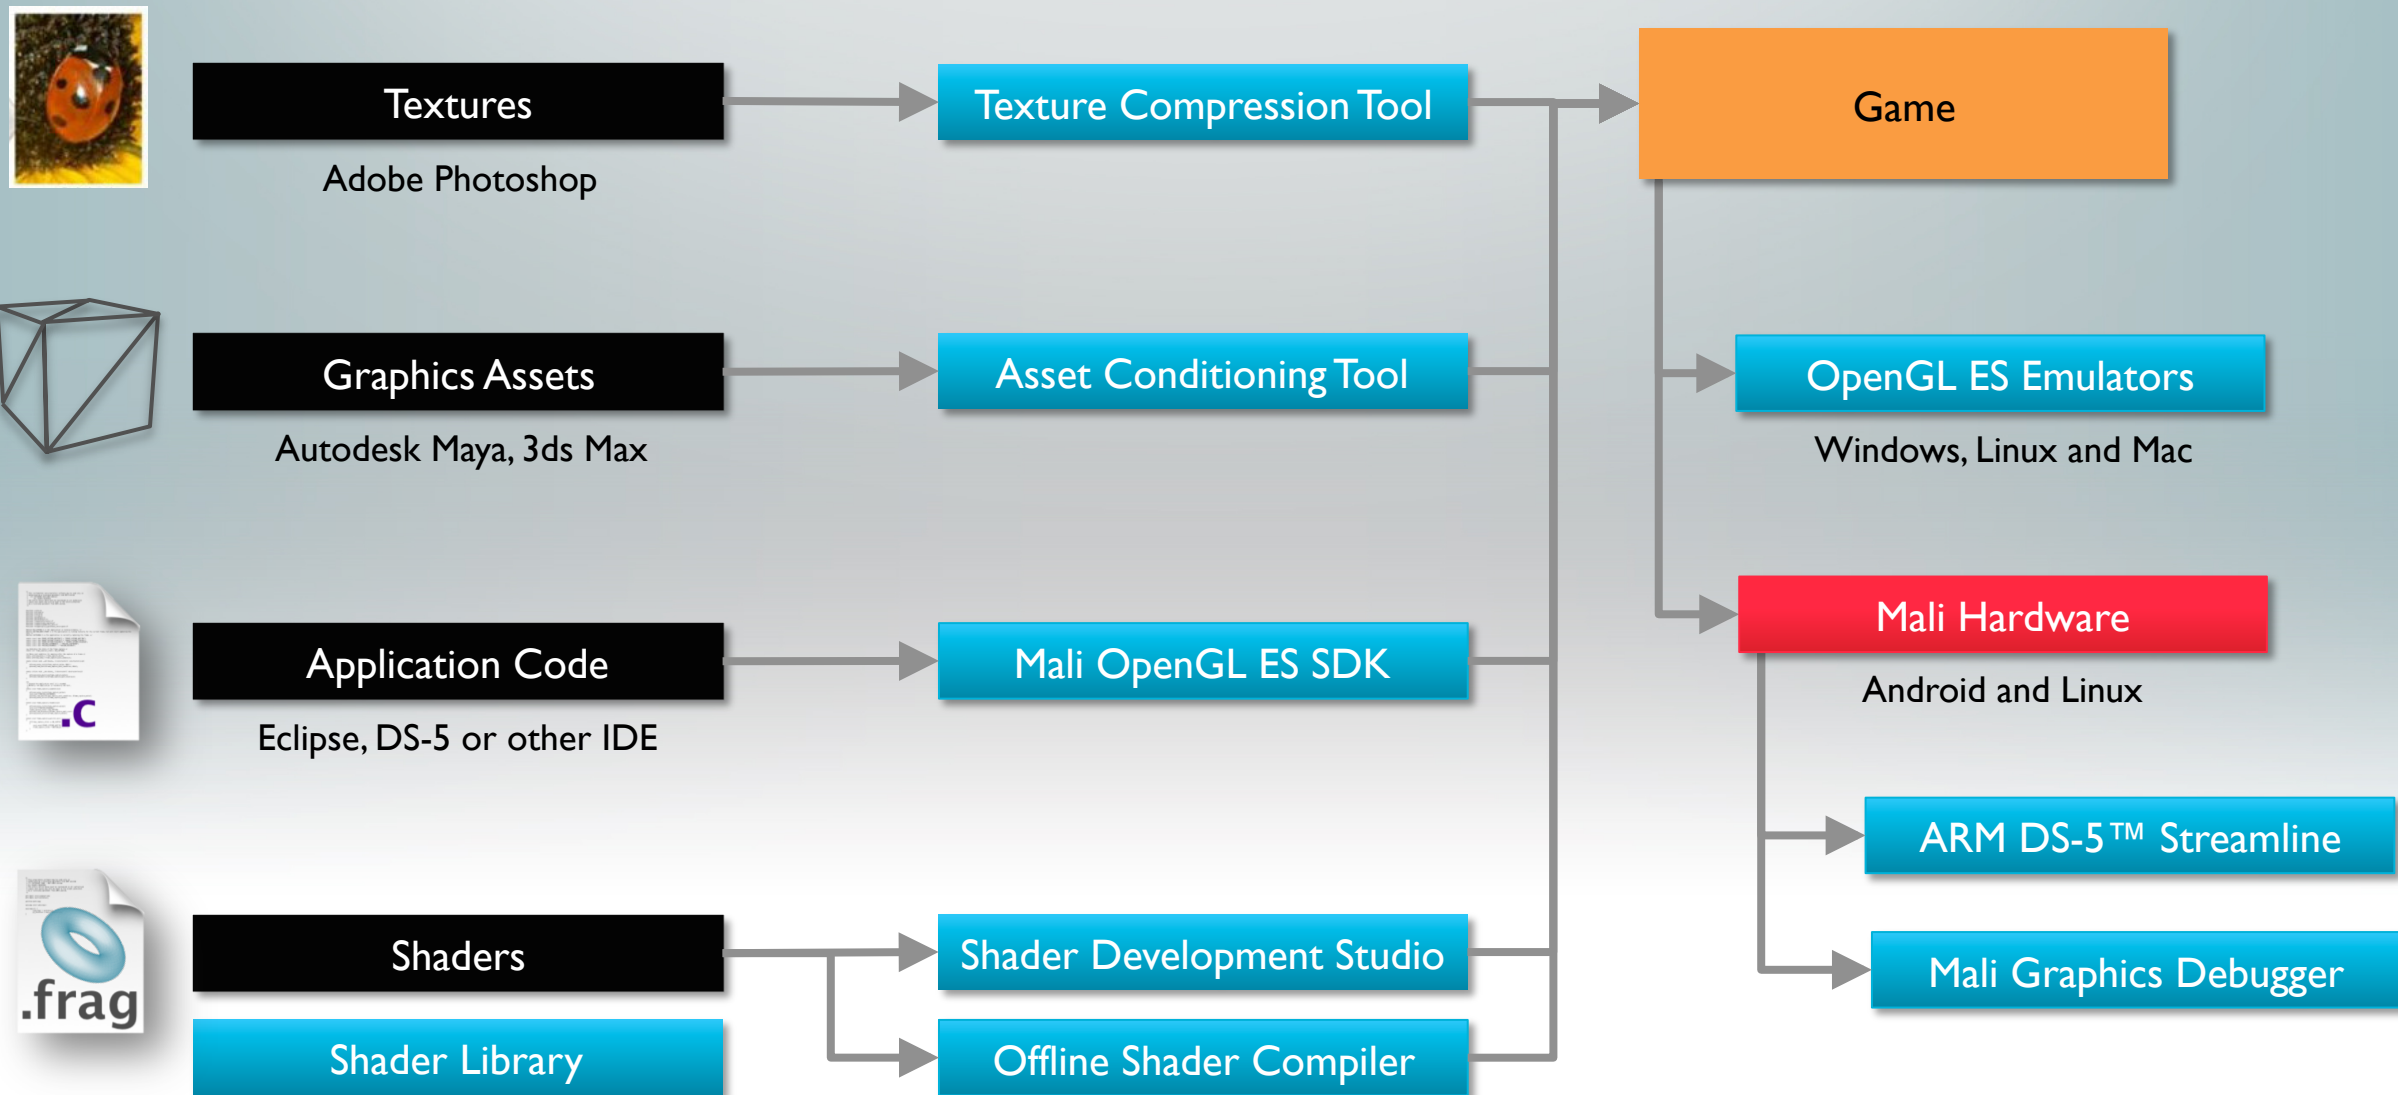 Textures
Adobe Photoshop
Texture Compression Tool
Game
Graphics Assets
Autodesk Maya, 3ds Max
Asset Conditioning Tool
OpenGL ES Emulators
Windows, Linux and Mac
.c
Application Code
Eclipse, DS-5 or other IDE
Mali OpenGL ES SDK
Mali Hardware
Android and Linux
ARM DS-5™ Streamline
Mali Graphics Debugger
.frag
Shaders
Shader Library
Shader Development Studio
Offline Shader Compiler